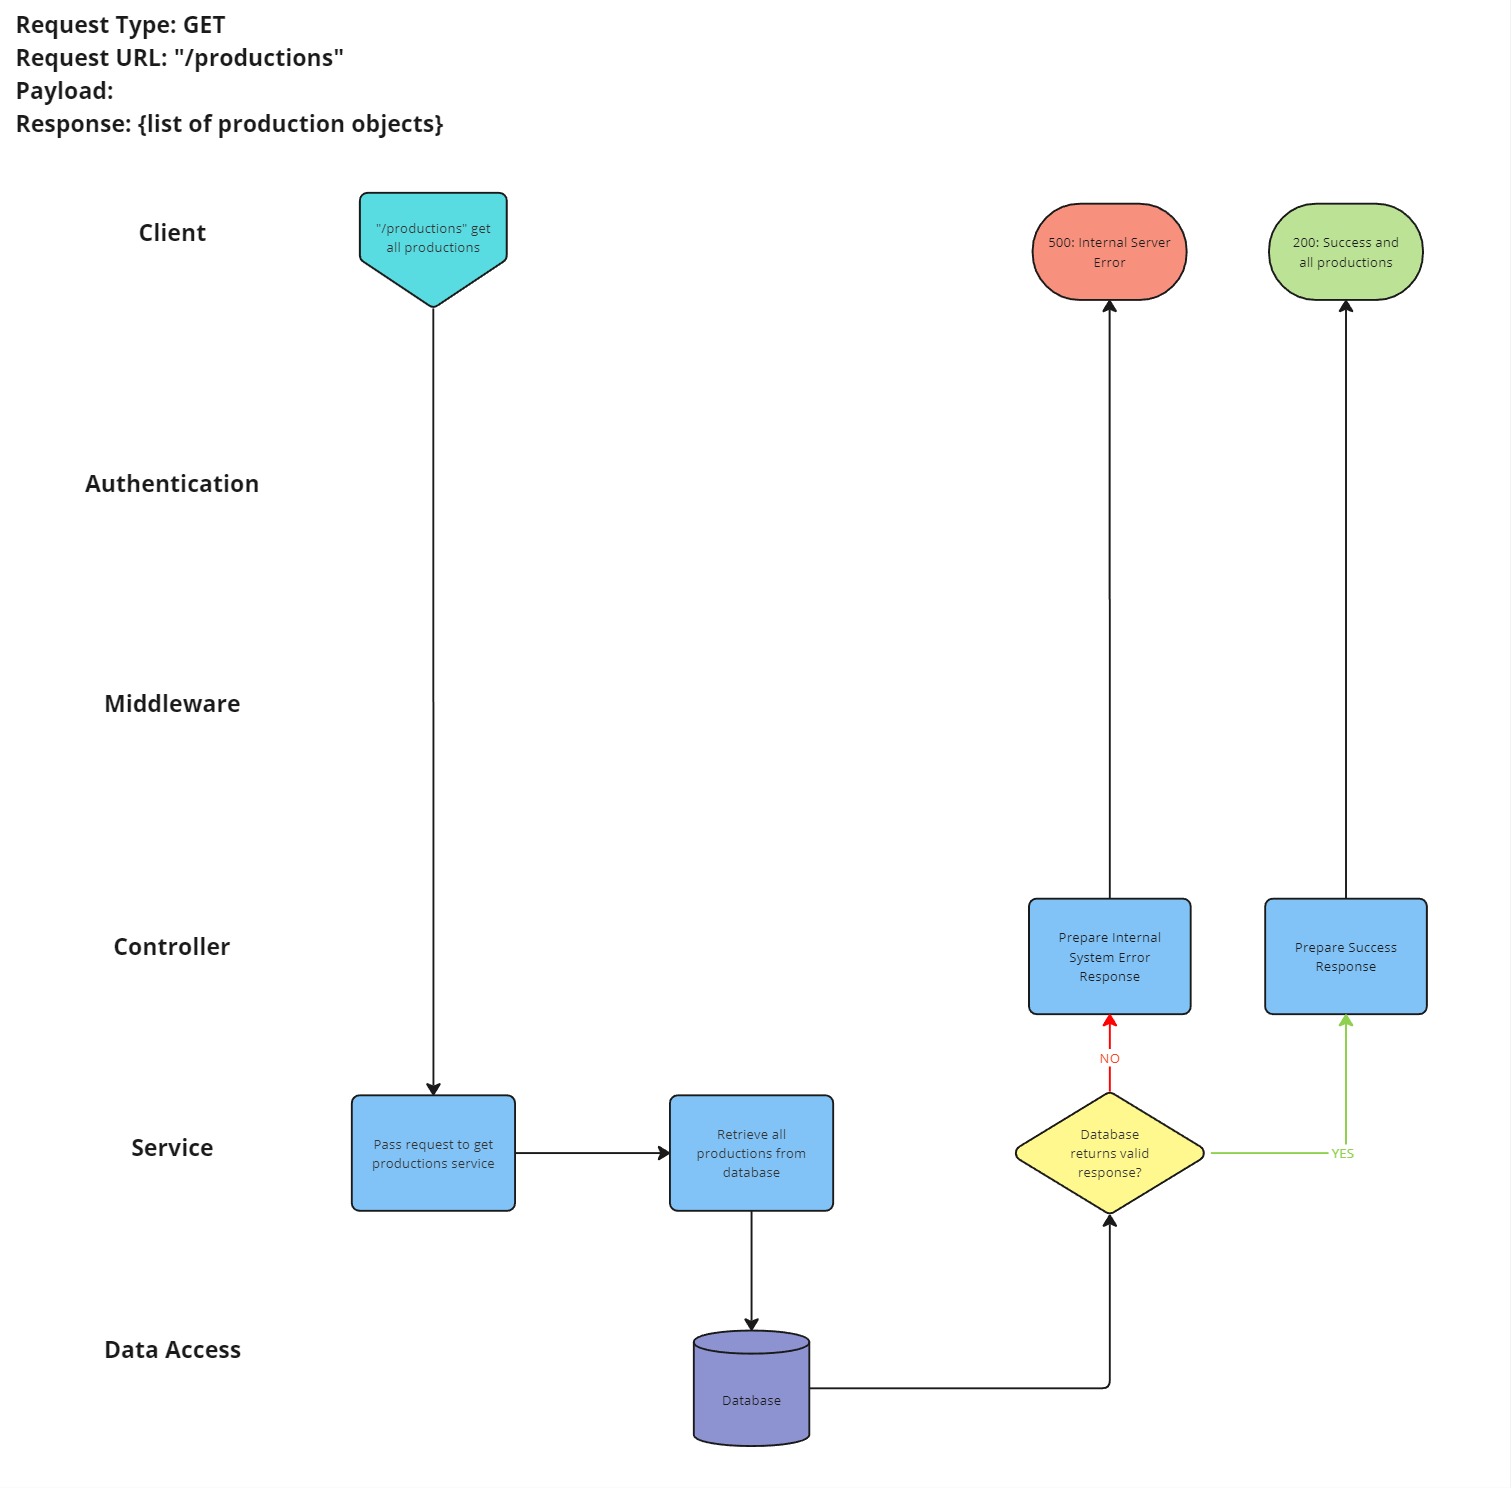 Request Type: GET
Request URL: "/productions"
Payload:
Response: {list of production objects}
Client
"/productions" get
all productions
500: Internal Server
Error
200: Success and
all productions
Authentication
Middleware
Controller
Prepare Internal
System Error
Response
Prepare Success
Response
NO
Service
Pass request to get
productions service
Retrieve all
productions from
database
Database
returns valid
response?
YES
Data Access
Database